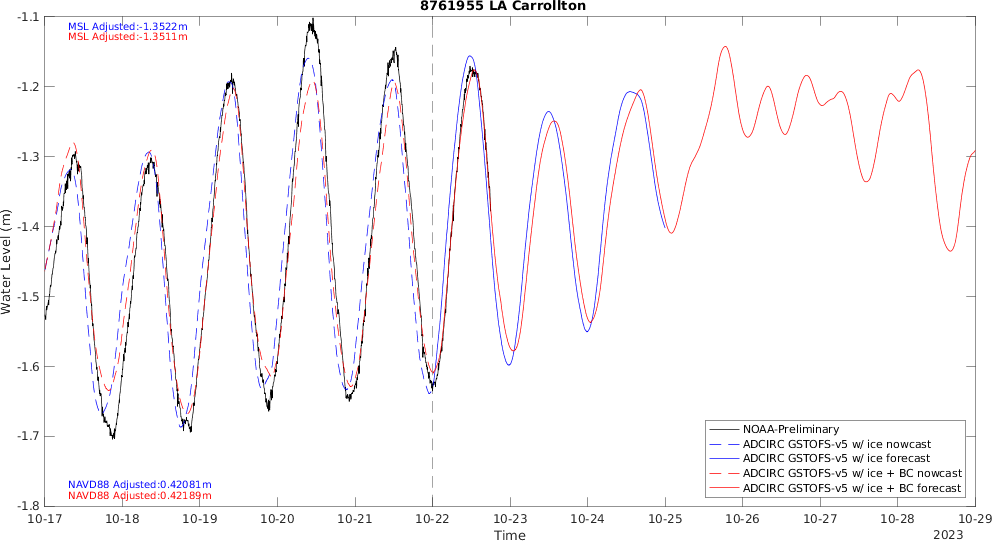 8761955 LA Carrollton
MSL Adjusted:-1.3522m
MSL Adjusted:-1.3511m
-1.1
-1.2
-1.3
-1.4
-1.5
-1.6
-1.7
-1.8
Water Level (m)
NAVD88 Adjusted:0.42081m
NAVD88 Adjusted:0.42189m
NOAA-Preliminary
ADCIRC GSTOFS-v5 w/ ice nowcast
ADCIRC GSTOFS-v5 w/ ice forecast
ADCIRC GSTOFS-v5 w/ ice + BC nowcast
ADCIRC GSTOFS-v5 w/ ice + BC forecast
10-17 10-18 10-19 10-20 10-21 10-22 10-23 10-24 10-25 10-26 10-27 10-28 10-29
Time
2023